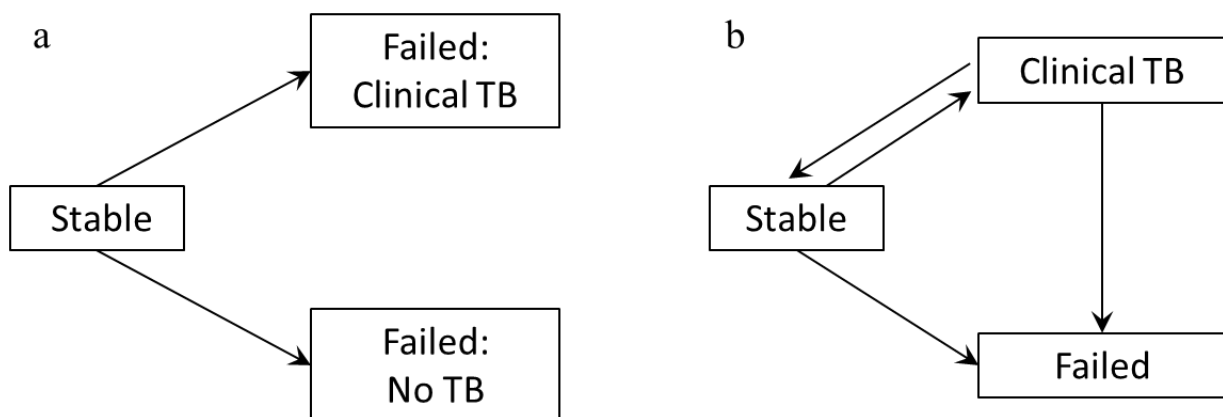 a
Failed:
Clinical TB
Stable
Failed:
No TB
b
Clinical TB
Stable
Failed